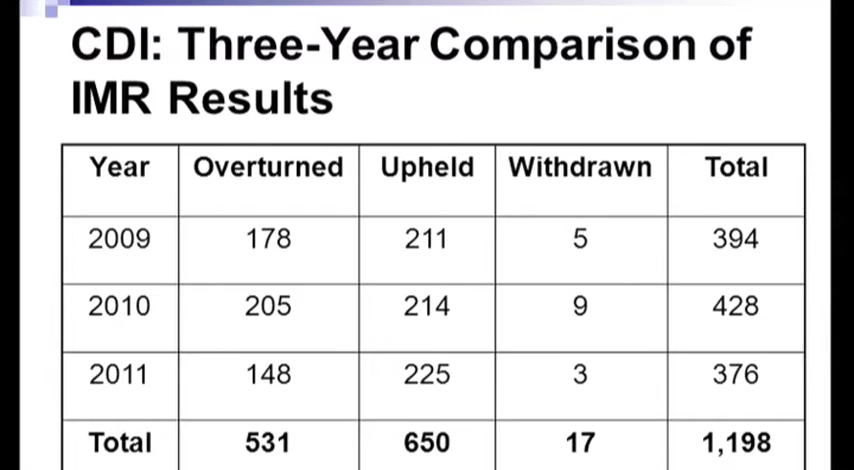 CDI: Three-Year Comparison of
IMR Results
Year Overturned Upheld Withdrawn Total
2009 178 211 5 394
2010 205 214 9 428
2011 148 225 3 376
Total 531 650 17 1,198